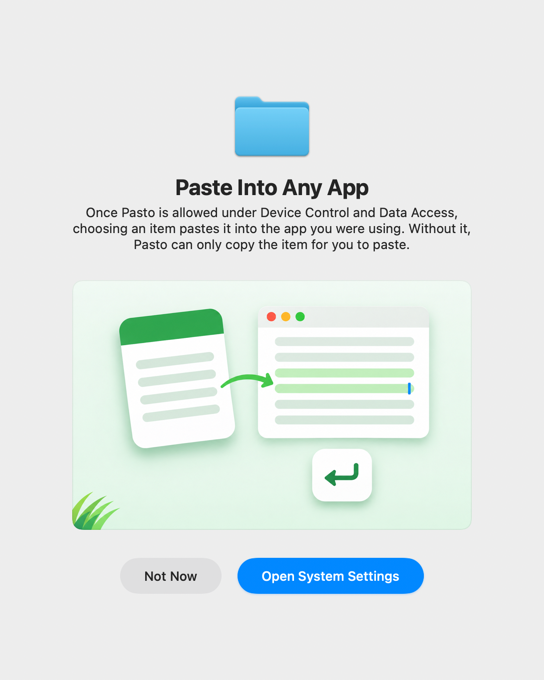 Paste Into Any App
Once Pasto is allowed under Device Control and Data Access,
choosing an item pastes it into the app you were using. Without it,
Pasto can only copy the item for you to paste.
Not Now
Open System Settings